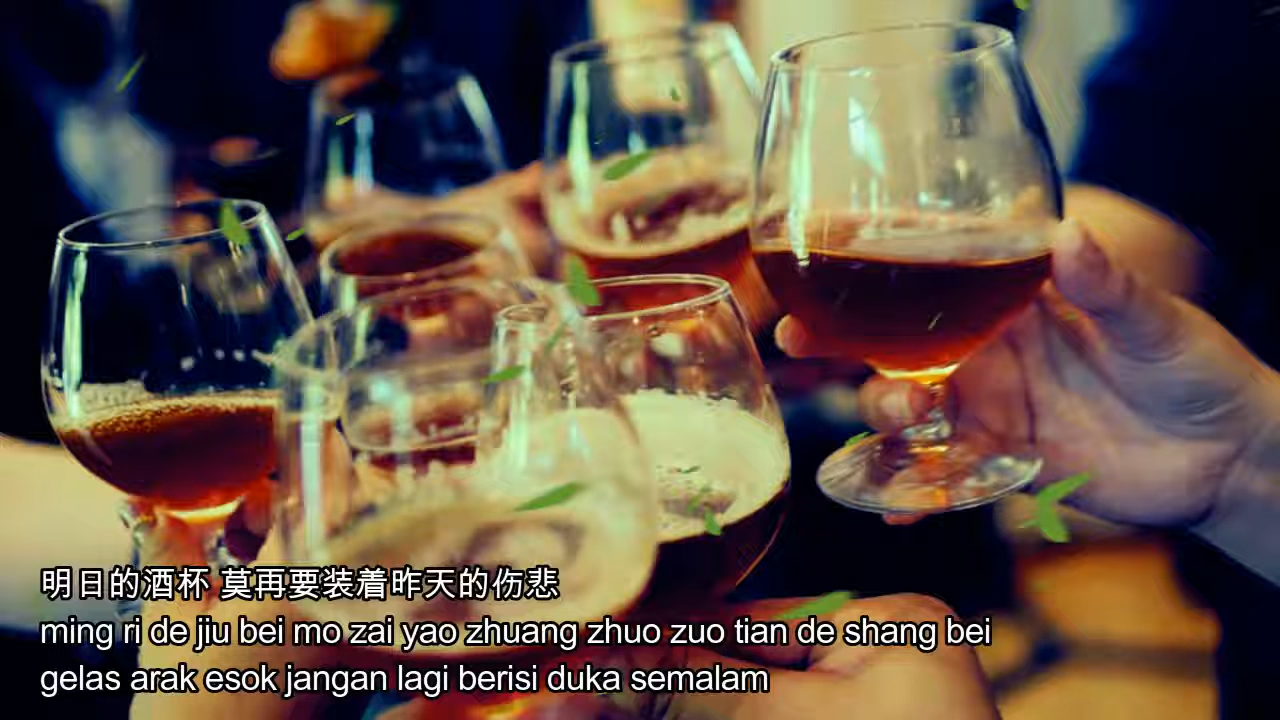 明日的酒杯 莫再要装着昨天的伤悲
ming ri de jiu bei mo zai yao zhuang zhuo zuo tian de shang bei
gelas arak esok jangan lagi berisi duka semalam